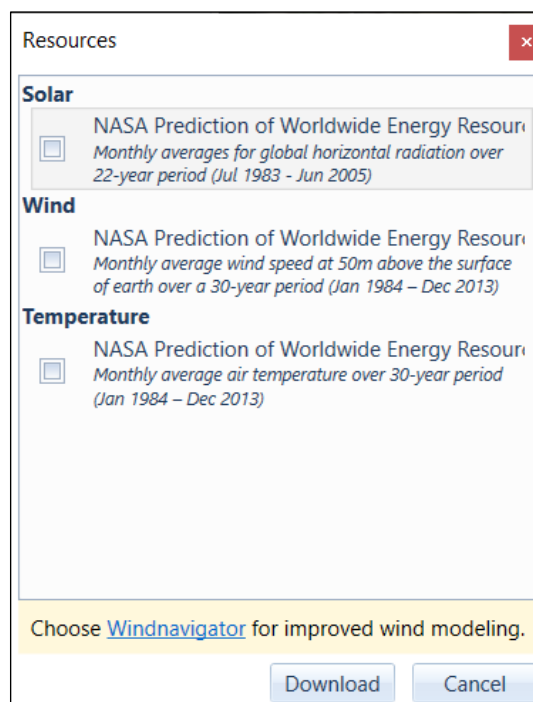 Resources
Solar
NASA Prediction of Worldwide Energy
Monthly averages for global horizontal radiation over
22-year period (Jul 1983 - Jun 2005)
Wind
NASA Prediction of Worldwide Energy
Monthly average wind speed at 50m above the surface
of earth over a 30-year period (Jan 1984 – Dec 2013)
Temperature
NASA Prediction of Worldwide Energy
Monthly average air temperature over 30-year period
(Jan 1984 – Dec 2013)
Choose Windnavigator for improved wind modeling.
Download Cancel